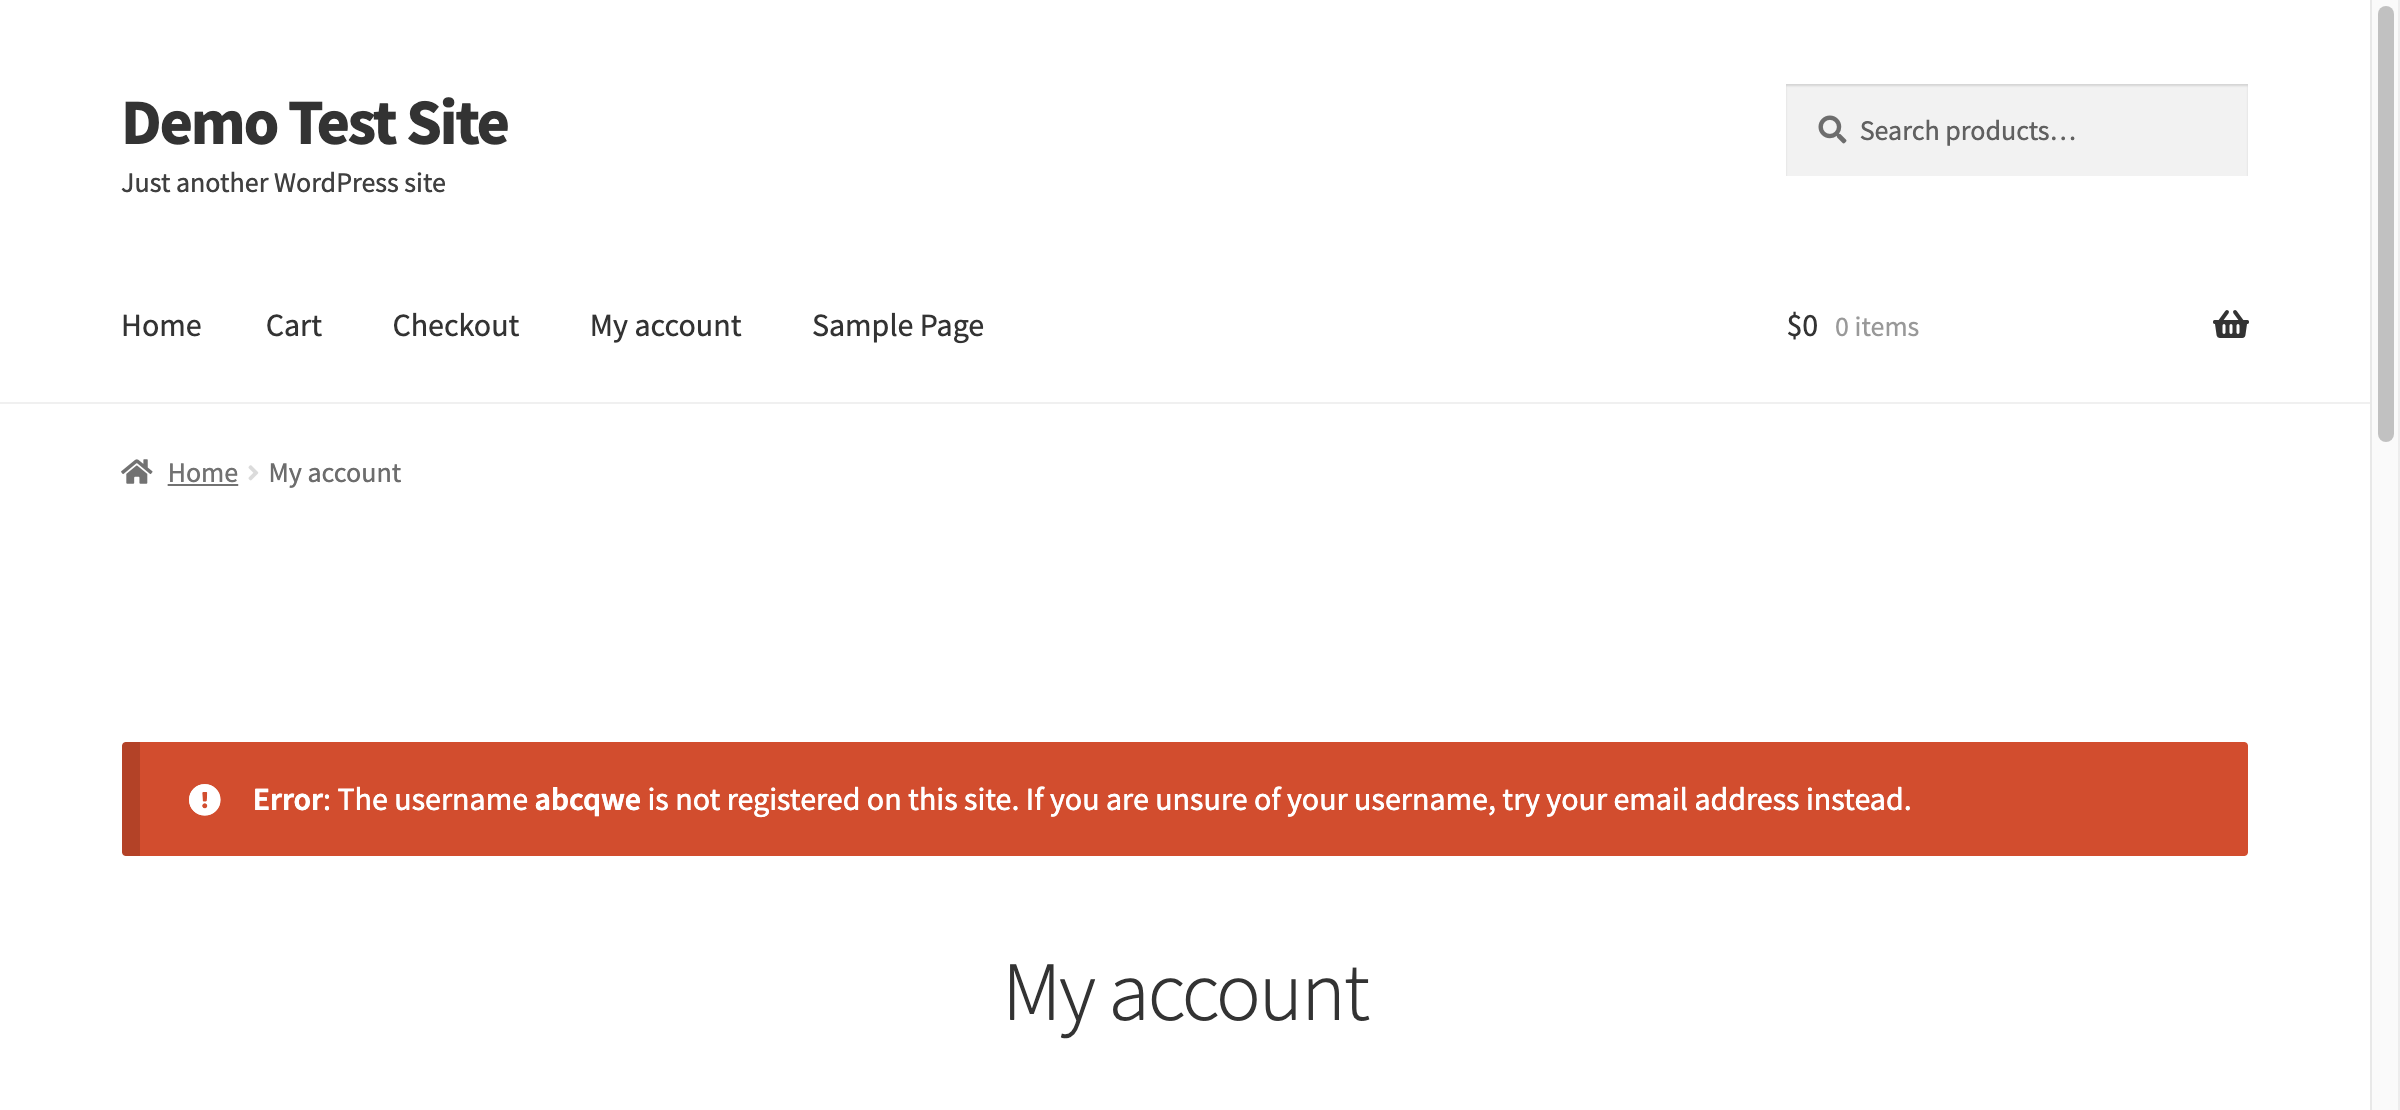 Demo Test Site
Just another WordPress site
Search products…
Home Cart Checkout My account Sample Page
$0 0 items
Home My account
Error: The username abcqwe is not registered on this site. If you are unsure of your username, try your email address instead.
My account